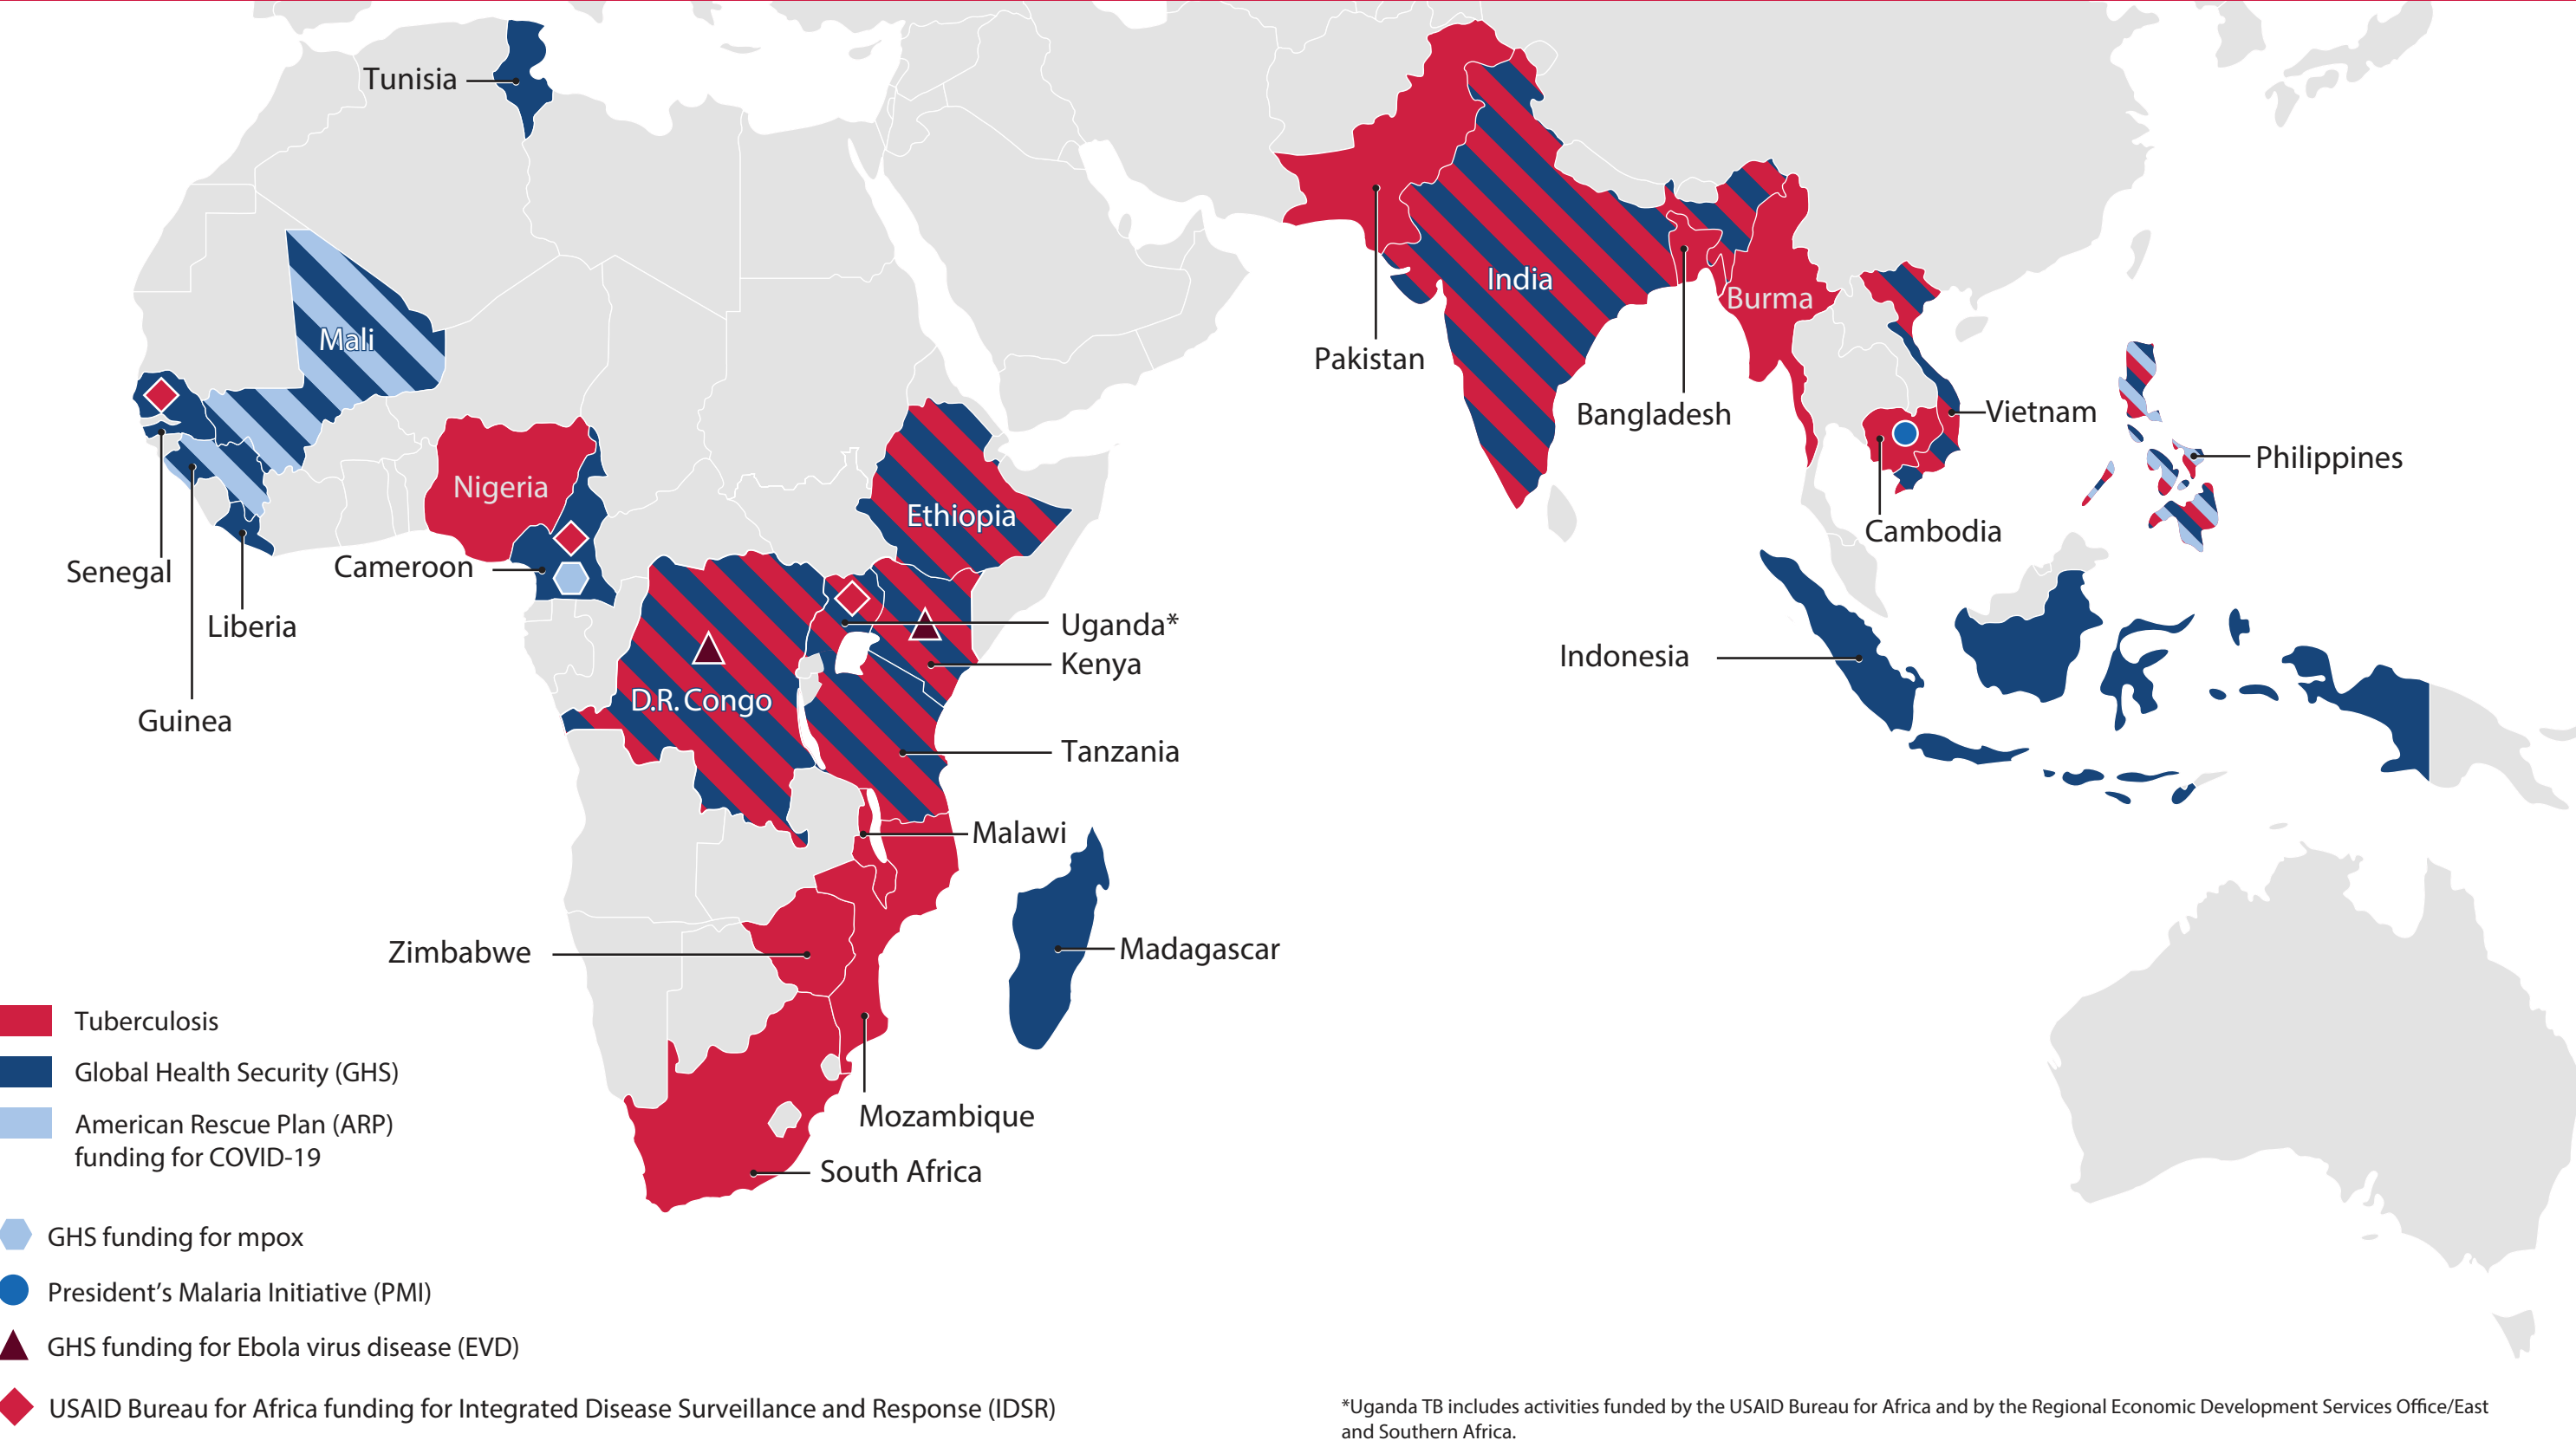 Tunisia
Mali
India
Burma
Pakistan
Bangladesh
Vietnam
Philippines
Nigeria
Ethiopia
Cambodia
Senegal
Cameroon
Liberia
Uganda*
Kenya
Indonesia
D.R. Congo
Guinea
Tanzania
Malawi
Zimbabwe
Madagascar
Mozambique
South Africa
Tuberculosis
Global Health Security (GHS)
American Rescue Plan (ARP)
funding for COVID-19
GHS funding for mpox
President’s Malaria Initiative (PMI)
GHS funding for Ebola virus disease (EVD)
USAID Bureau for Africa funding for Integrated Disease Surveillance and Response (IDSR)
*Uganda TB includes activities funded by the USAID Bureau for Africa and by the Regional Economic Development Services Office/East
and Southern Africa.